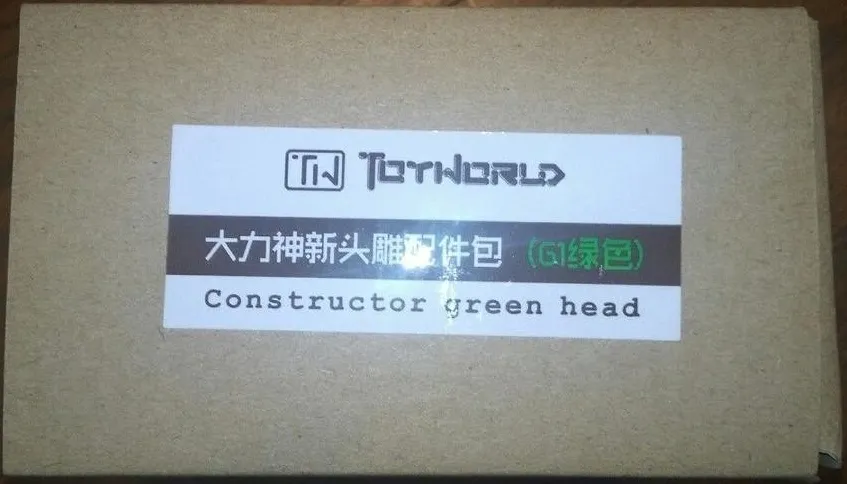 TW TOYWORLD
大力神新头雕配件包 (G1绿色)
Constructor green head